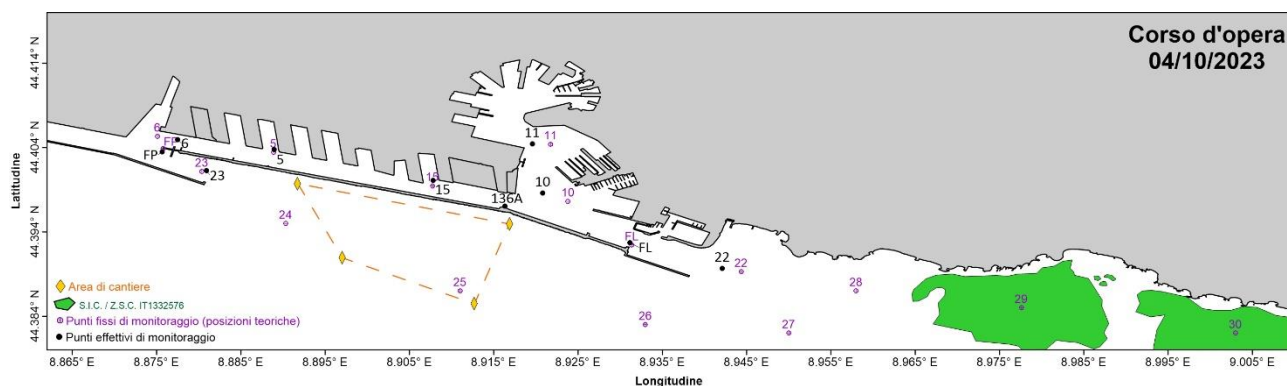 Corso d'opera
04/10/2023
44.414° N
44.404° N
44.394° N
44.384° N
Latitudine
6
6
FP
FP
23
23
5
5
15
15
136A
11
11
10
10
FL
FL
22
22
24
25
26
27
28
29
30
Area di cantiere
S.I.C. / Z.S.C. IT1332576
Punti fissi di monitoraggio (posizioni teoriche)
Punti effettivi di monitoraggio
8.865° E 8.875° E 8.885° E 8.895° E 8.905° E 8.915° E 8.925° E 8.935° E 8.945° E 8.955° E 8.965° E 8.975° E 8.985° E 8.995° E 9.005° E
Longitudine